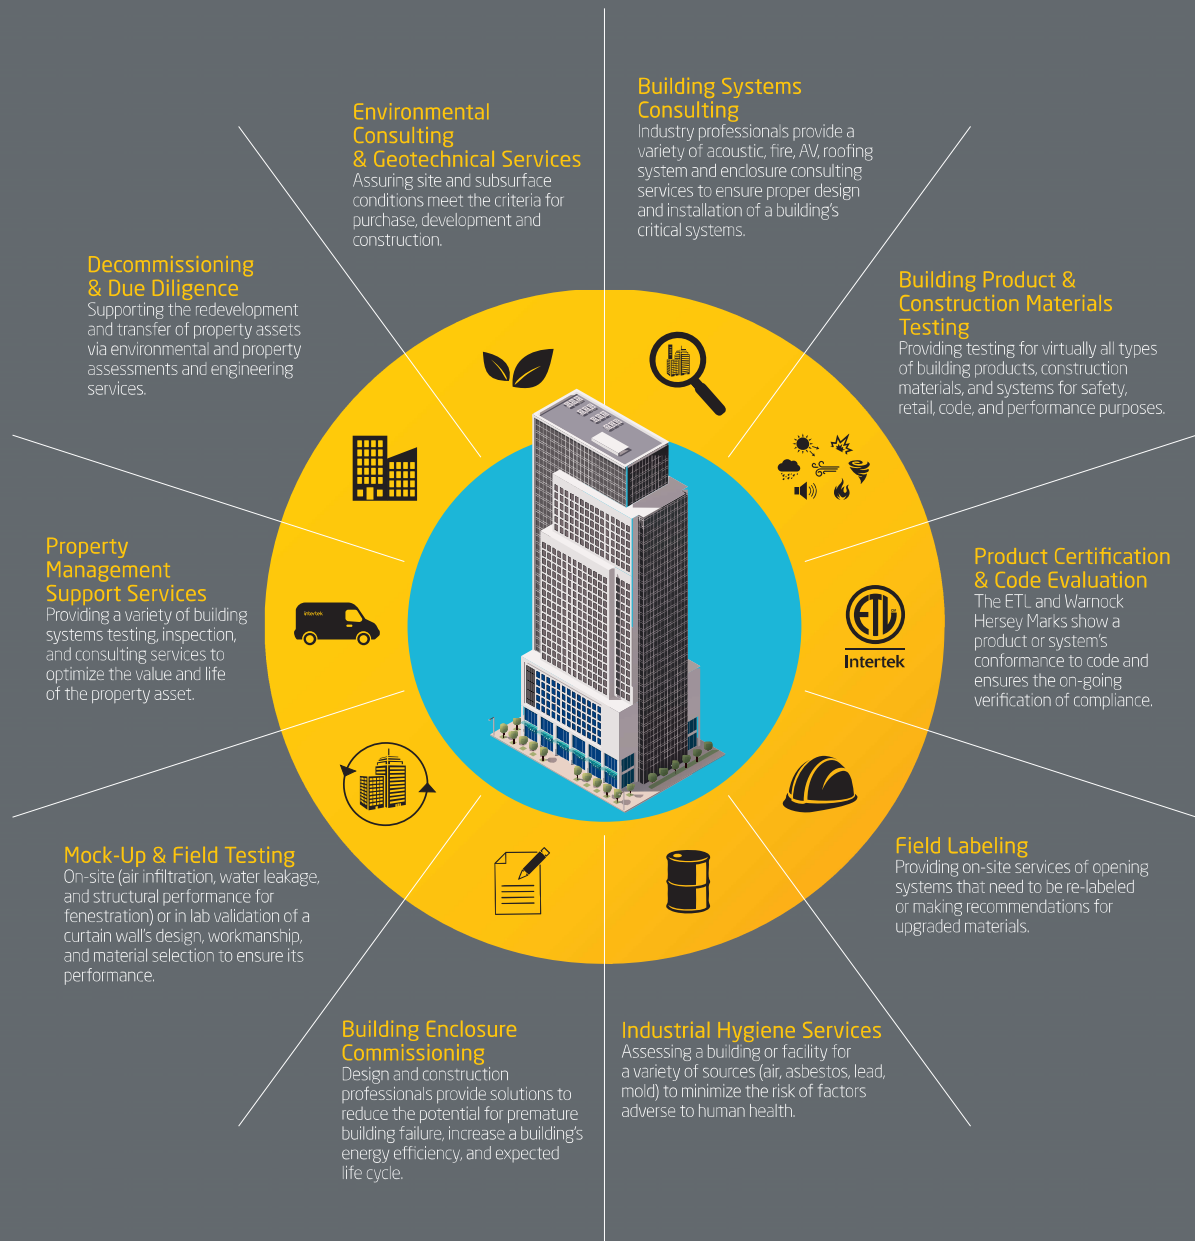 Building Systems
Consulting
Industry professionals provide a
variety of acoustic, fire, AV, roofing
system and enclosure consulting
services to ensure proper design
and installation of a building's
critical systems.
Building Product &
Construction Materials
Testing
Providing testing for virtually all types
of building products, construction
materials, and systems for safety,
retail, code, and performance purposes.
Product Certification
& Code Evaluation
The ETL and Warnock
Hersey Marks show a
product or system's
conformance to code and
ensures the on-going
verification of compliance.
ETL
Intertek
Field Labeling
Providing on-site services of opening
systems that need to be re-labeled
or making recommendations for
upgraded materials.
Industrial Hygiene Services
Assessing a building or facility for
a variety of sources (air, asbestos, lead,
mold) to minimize the risk of factors
adverse to human health.
Building Enclosure
Commissioning
Design and construction
professionals provide solutions to
reduce the potential for premature
building failure, increase a building's
energy efficiency, and expected
life cycle.
Mock-Up & Field Testing
On-site (air infiltration, water leakage,
and structural performance for
fenestration) or in lab validation of a
curtain wall's design, workmanship,
and material selection to ensure its
performance.
Property
Management
Support Services
Providing a variety of building
systems testing, inspection,
and consulting services to
optimize the value and life
of the property asset.
intertek
Decommissioning
& Due Diligence
Supporting the redevelopment
and transfer of property assets
via environmental and property
assessments and engineering
services.
Environmental
Consulting
& Geotechnical Services
Assuring site and subsurface
conditions meet the criteria for
purchase, development and
construction.